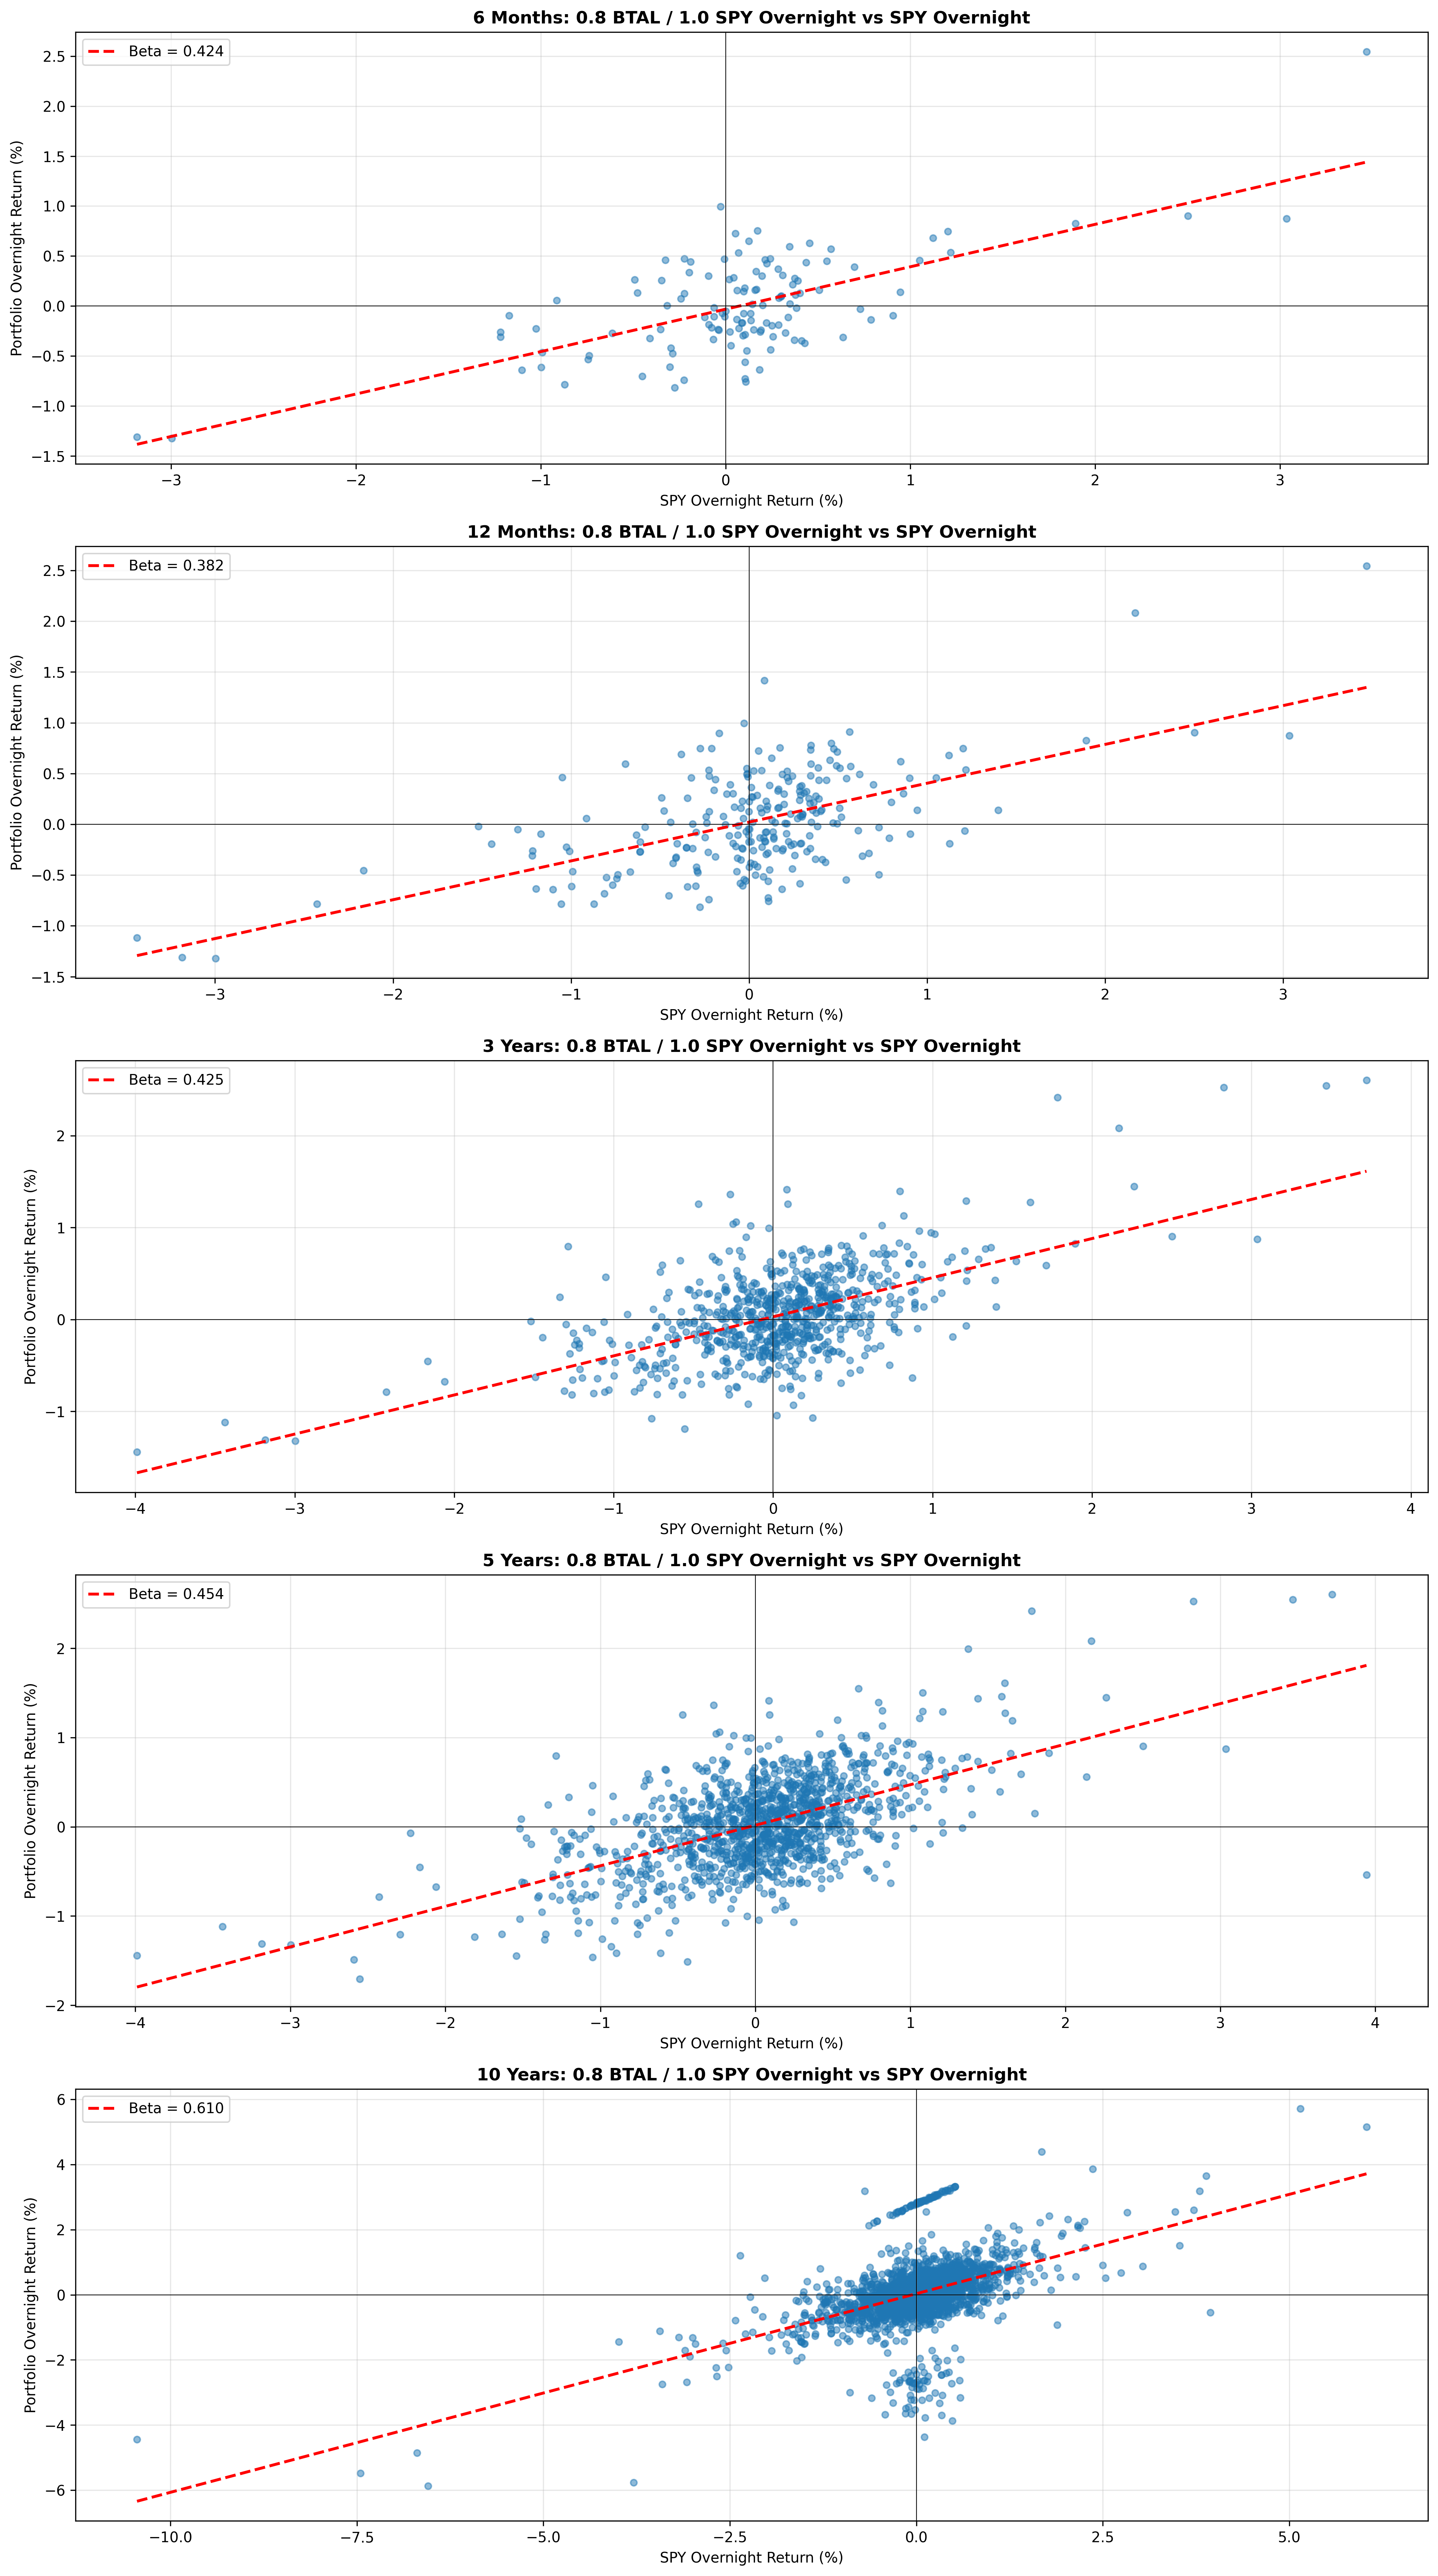 6 Months: 0.8 BTAL / 1.0 SPY Overnight vs SPY Overnight
Beta = 0.424
Portfolio Overnight Return (%)
2.5
2.0
1.5
1.0
0.5
0.0
−0.5
−1.0
−1.5
−3 −2 −1 0 1 2 3
SPY Overnight Return (%)
12 Months: 0.8 BTAL / 1.0 SPY Overnight vs SPY Overnight
Beta = 0.382
Portfolio Overnight Return (%)
2.5
2.0
1.5
1.0
0.5
0.0
−0.5
−1.0
−1.5
−3 −2 −1 0 1 2 3
SPY Overnight Return (%)
3 Years: 0.8 BTAL / 1.0 SPY Overnight vs SPY Overnight
Beta = 0.425
Portfolio Overnight Return (%)
2
1
0
−1
−4 −3 −2 −1 0 1 2 3 4
SPY Overnight Return (%)
5 Years: 0.8 BTAL / 1.0 SPY Overnight vs SPY Overnight
Beta = 0.454
Portfolio Overnight Return (%)
2
1
0
−1
−2
−4 −3 −2 −1 0 1 2 3 4
SPY Overnight Return (%)
10 Years: 0.8 BTAL / 1.0 SPY Overnight vs SPY Overnight
Beta = 0.610
Portfolio Overnight Return (%)
6
4
2
0
−2
−4
−6
−10.0 −7.5 −5.0 −2.5 0.0 2.5 5.0
SPY Overnight Return (%)